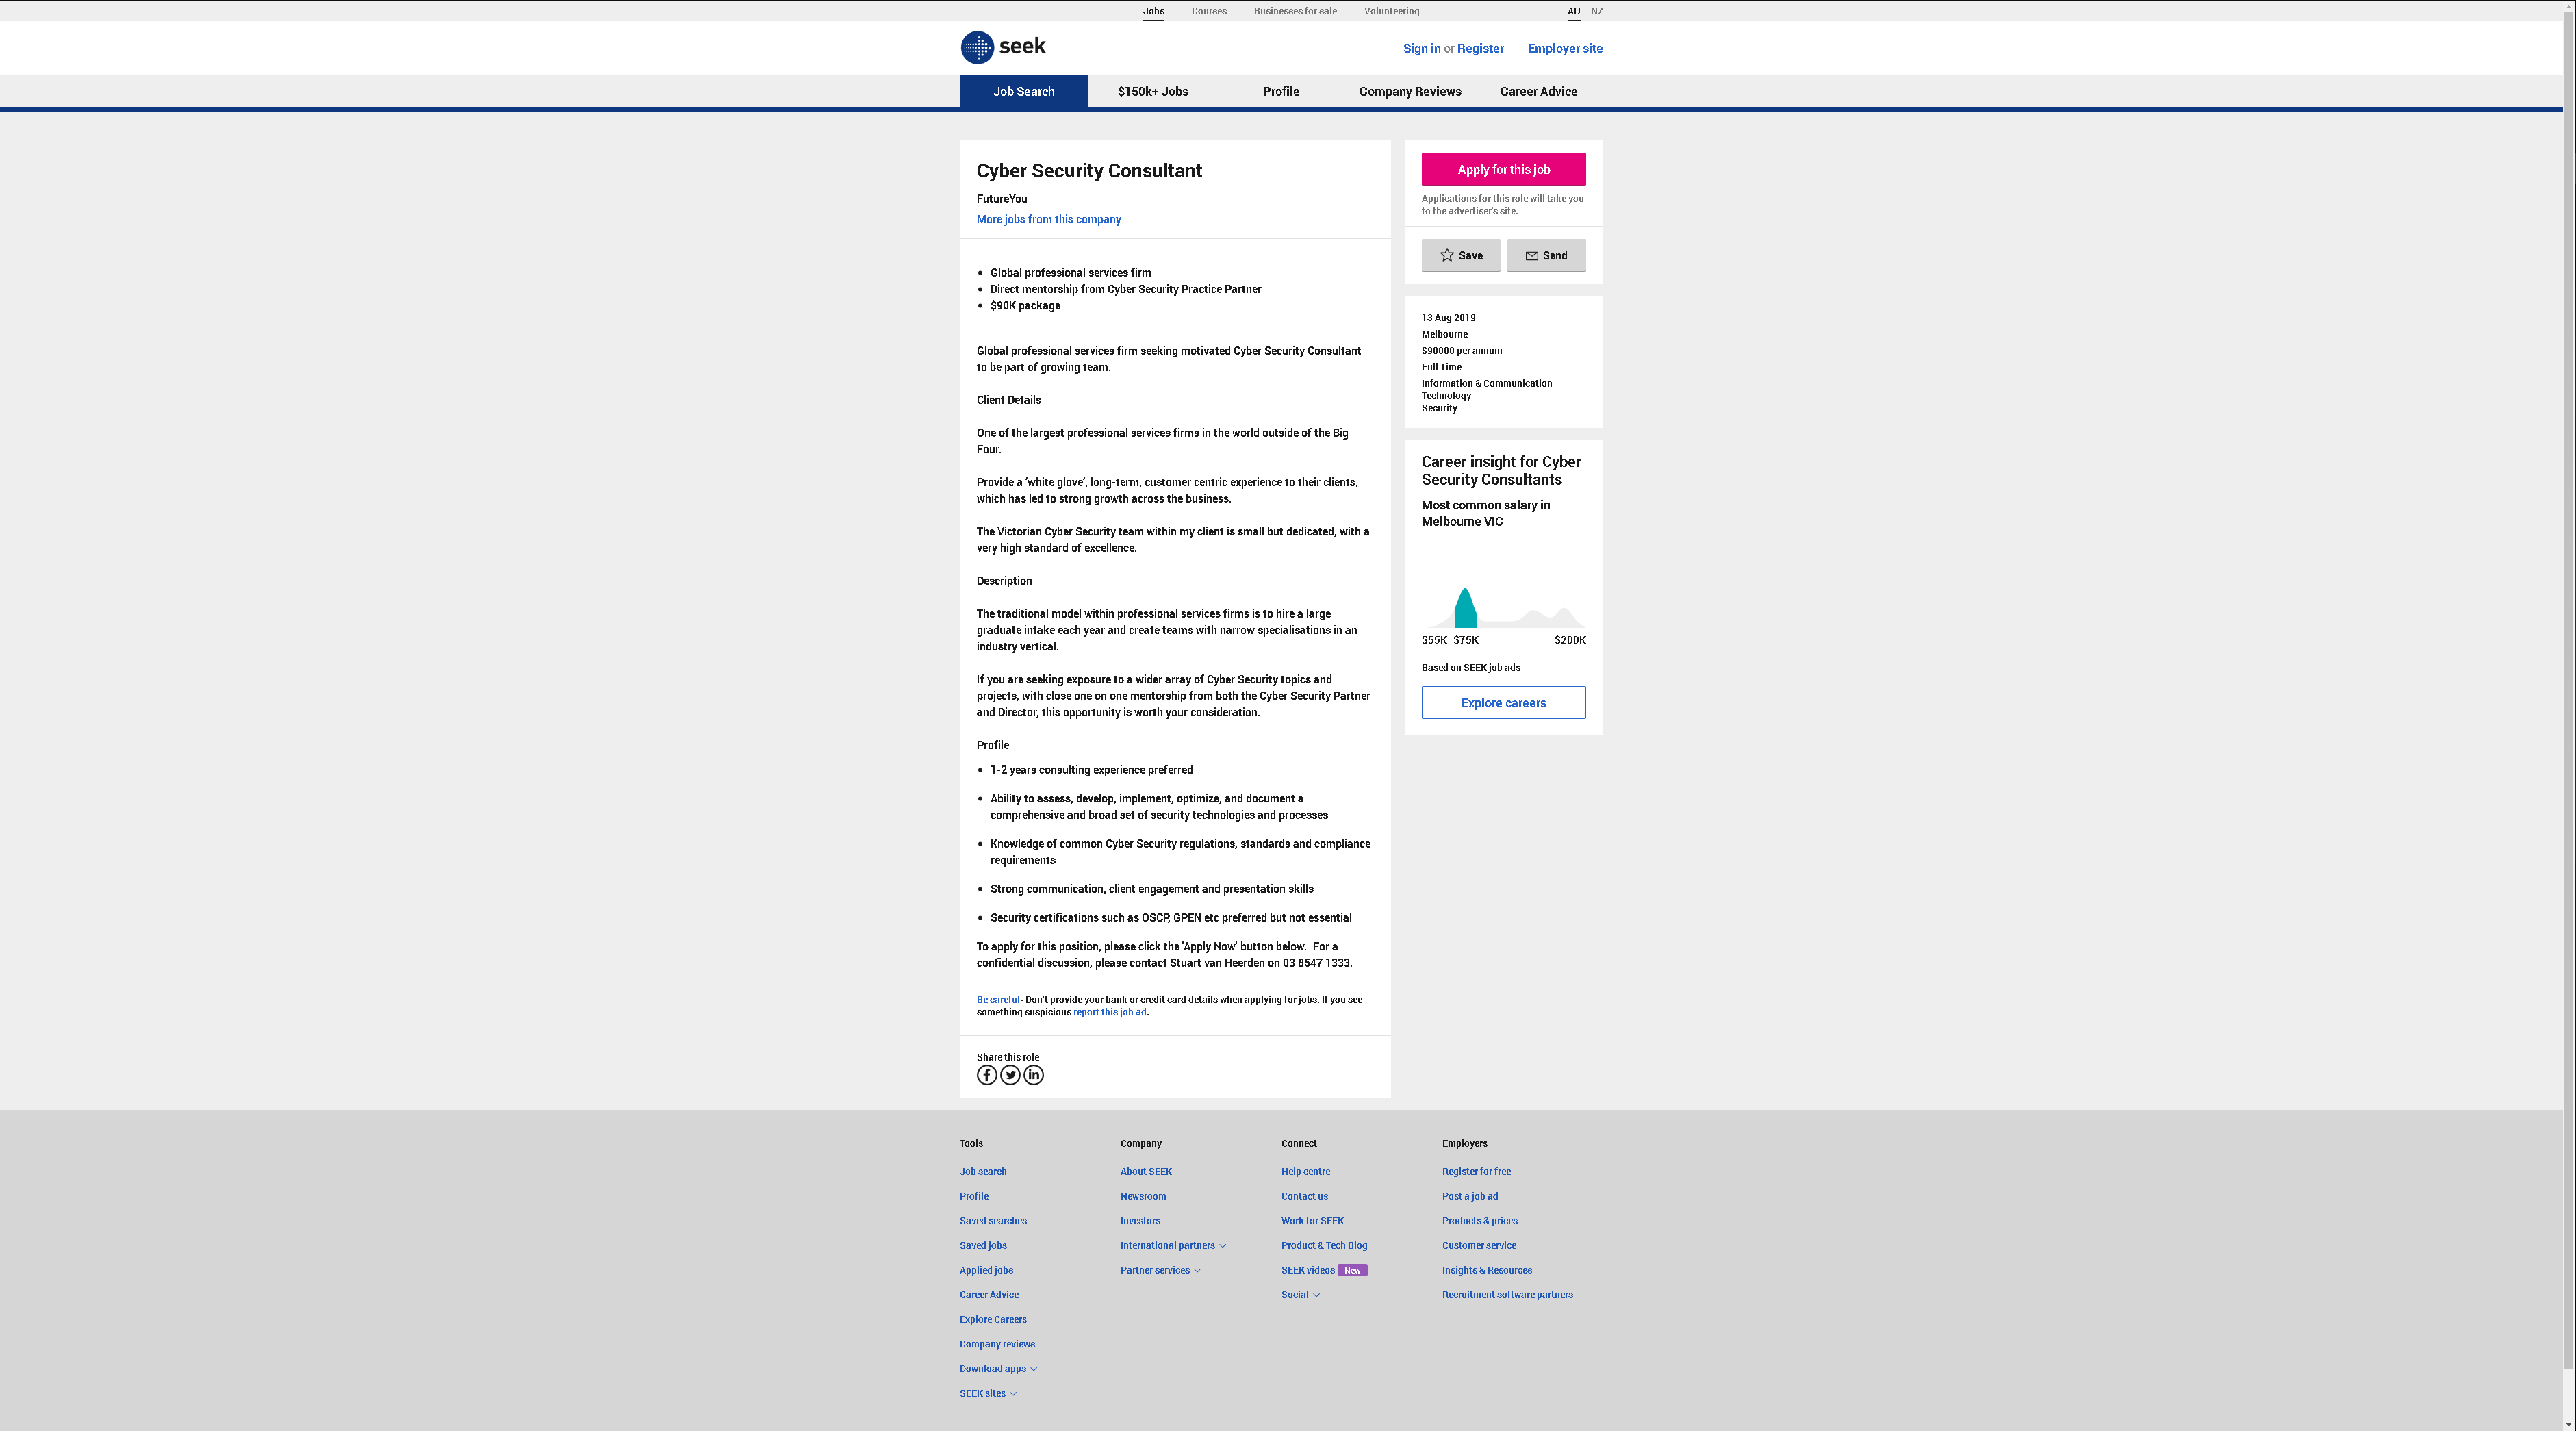 Jobs Courses Businesses for sale Volunteering AU NZ
seek
Sign in or Register | Employer site
Job Search $150k+ Jobs Profile Company Reviews Career Advice
Cyber Security Consultant
FutureYou
More jobs from this company
• Global professional services firm
• Direct mentorship from Cyber Security Practice Partner
• $90K package
Global professional services firm seeking motivated Cyber Security Consultant
to be part of growing team.
Client Details
One of the largest professional services firms in the world outside of the Big
Four.
Provide a ‘white glove’, long-term, customer centric experience to their clients,
which has led to strong growth across the business.
The Victorian Cyber Security team within my client is small but dedicated, with a
very high standard of excellence.
Description
The traditional model within professional services firms is to hire a large
graduate intake each year and create teams with narrow specialisations in an
industry vertical.
If you are seeking exposure to a wider array of Cyber Security topics and
projects, with close one on one mentorship from both the Cyber Security Partner
and Director, this opportunity is worth your consideration.
Profile
• 1-2 years consulting experience preferred
• Ability to assess, develop, implement, optimize, and document a
comprehensive and broad set of security technologies and processes
• Knowledge of common Cyber Security regulations, standards and compliance
requirements
• Strong communication, client engagement and presentation skills
• Security certifications such as OSCP, GPEN etc preferred but not essential
To apply for this position, please click the 'Apply Now' button below.  For a
confidential discussion, please contact Stuart van Heerden on 03 8547 1333.
Be careful- Don't provide your bank or credit card details when applying for jobs. If you see
something suspicious report this job ad.
Share this role
Apply for this job
Applications for this role will take you
to the advertiser's site.
Save Send
13 Aug 2019
Melbourne
$90000 per annum
Full Time
Information & Communication
Technology
Security
Career insight for Cyber
Security Consultants
Most common salary in
Melbourne VIC
$55K $75K $200K
Based on SEEK job ads
Explore careers
Tools
Job search
Profile
Saved searches
Saved jobs
Applied jobs
Career Advice
Explore Careers
Company reviews
Download apps
SEEK sites
Company
About SEEK
Newsroom
Investors
International partners
Partner services
Connect
Help centre
Contact us
Work for SEEK
Product & Tech Blog
SEEK videos New
Social
Employers
Register for free
Post a job ad
Products & prices
Customer service
Insights & Resources
Recruitment software partners